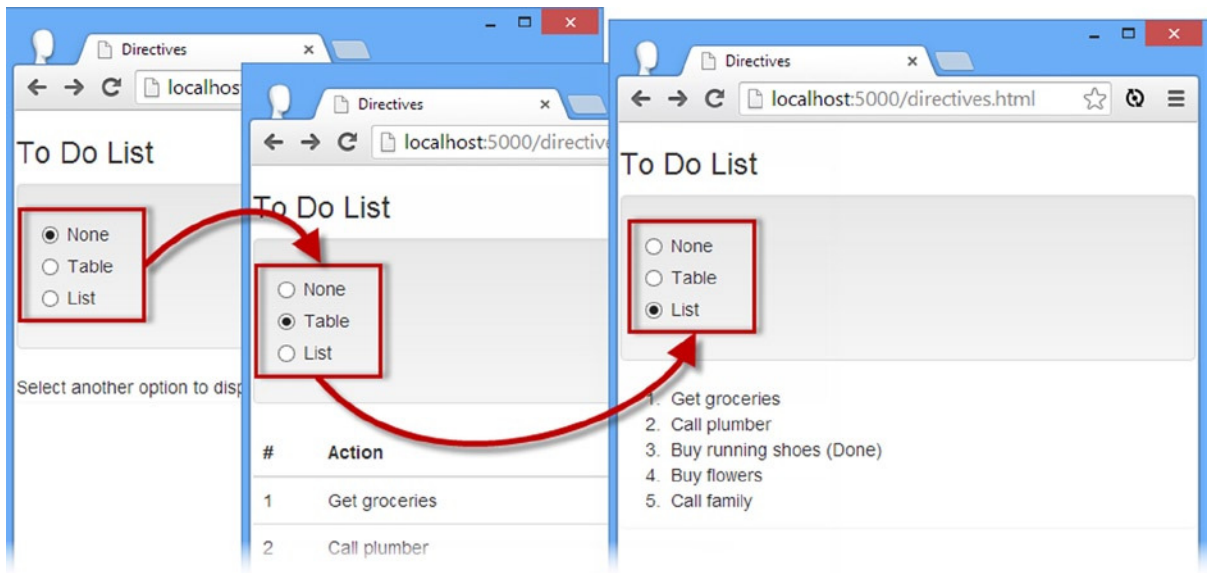 Directives
localhos
To Do List
None
Table
List
Select another option to disp
Directives
localhost:5000/directive
To Do List
None
Table
List
# Action
1 Get groceries
2 Call plumber
Directives
localhost:5000/directives.html
To Do List
None
Table
List
1. Get groceries
2. Call plumber
3. Buy running shoes (Done)
4. Buy flowers
5. Call family